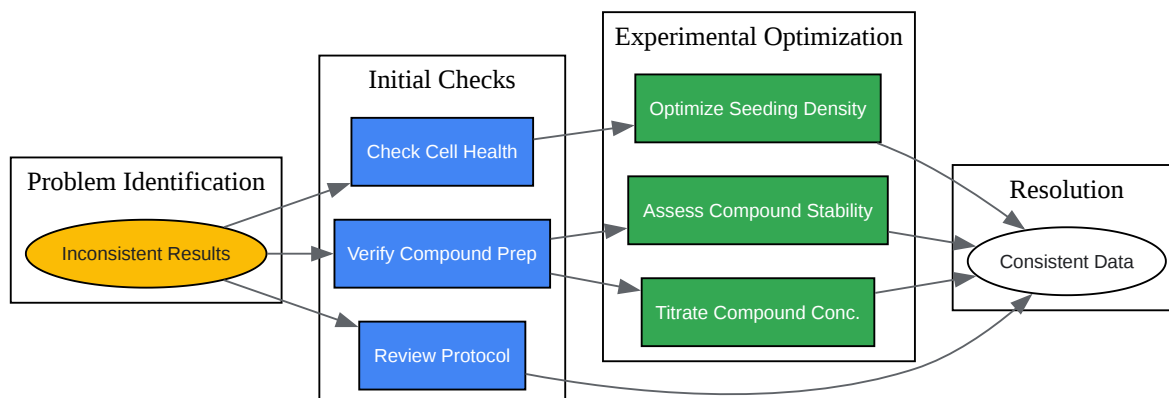 Problem Identification
Inconsistent Results
Initial Checks
Check Cell Health
Verify Compound Prep
Review Protocol
Experimental Optimization
Optimize Seeding Density
Assess Compound Stability
Titrate Compound Conc.
Resolution
Consistent Data